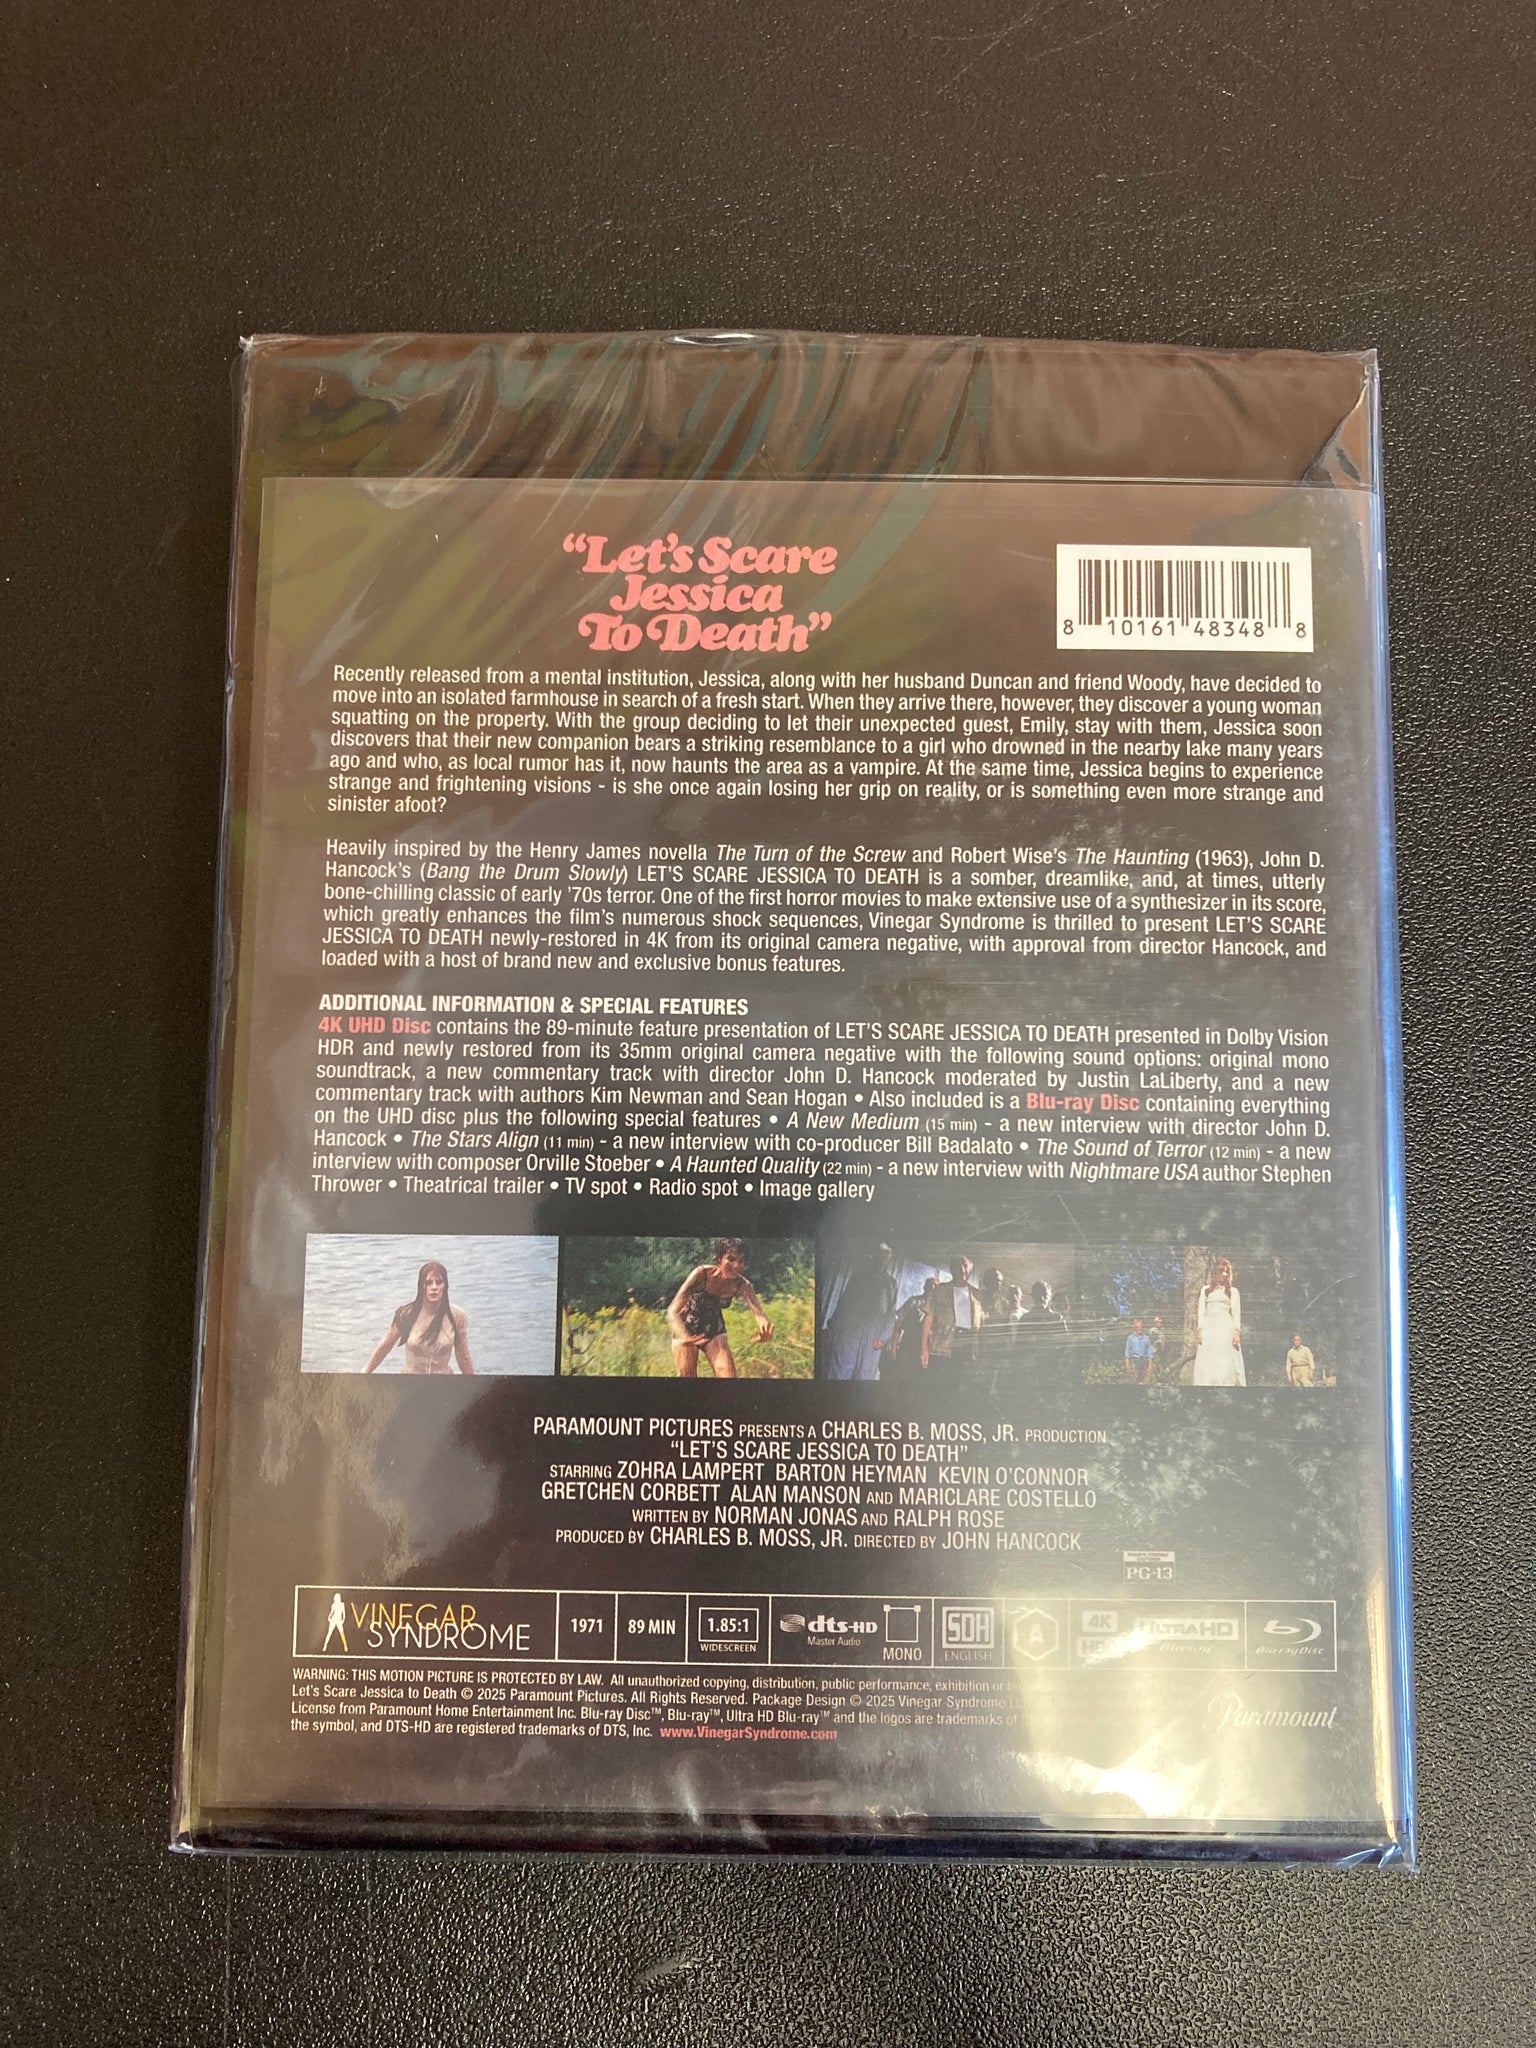 “Let's Scare
Jessica
To Death”
8 10161 48348 8
Recently released from a mental institution, Jessica, along with her husband Duncan and friend Woody, have decided to
move into an isolated farmhouse in search of a fresh start. When they arrive there, however, they discover a young woman
squatting on the property. With the group deciding to let their unexpected guest, Emily, stay with them, Jessica soon
discovers that their new companion bears a striking resemblance to a girl who drowned in the nearby lake many years
ago and who, as local rumor has it, now haunts the area as a vampire. At the same time, Jessica begins to experience
strange and frightening visions - is she once again losing her grip on reality, or is something even more strange and
sinister afoot?
Heavily inspired by the Henry James novella The Turn of the Screw and Robert Wise's The Haunting (1963), John D.
Hancock's (Bang the Drum Slowly) LET'S SCARE JESSICA TO DEATH is a somber, dreamlike, and, at times, utterly
bone-chilling classic of early '70s terror. One of the first horror movies to make extensive use of a synthesizer in its score,
which greatly enhances the film's numerous shock sequences, Vinegar Syndrome is thrilled to present LET'S SCARE
JESSICA TO DEATH newly-restored in 4K from its original camera negative, with approval from director Hancock, and
loaded with a host of brand new and exclusive bonus features.
ADDITIONAL INFORMATION & SPECIAL FEATURES
4K UHD Disc contains the 89-minute feature presentation of LET'S SCARE JESSICA TO DEATH presented in Dolby Vision
HDR and newly restored from its 35mm original camera negative with the following sound options: original mono
soundtrack, a new commentary track with director John D. Hancock moderated by Justin LaLiberty, and a new
commentary track with authors Kim Newman and Sean Hogan • Also included is a Blu-ray Disc containing everything
on the UHD disc plus the following special features • A New Medium (15 min) - a new interview with director John D.
Hancock • The Stars Align (11 min) - a new interview with co-producer Bill Badalato • The Sound of Terror (12 min) - a new
interview with composer Orville Stoeber • A Haunted Quality (22 min) - a new interview with Nightmare USA author Stephen
Thrower • Theatrical trailer • TV spot • Radio spot • Image gallery
PARAMOUNT PICTURES PRESENTS A CHARLES B. MOSS, JR. PRODUCTION
“LET'S SCARE JESSICA TO DEATH”
STARRING ZOHRA LAMPERT BARTON HEYMAN KEVIN O'CONNOR
GRETCHEN CORBETT ALAN MANSON AND MARICLARE COSTELLO
WRITTEN BY NORMAN JONAS AND RALPH ROSE
PRODUCED BY CHARLES B. MOSS, JR. DIRECTED BY JOHN HANCOCK
PG-13
VINEGAR SYNDROME 1971 89 MIN 1.85:1 WIDESCREEN dts-HD Master Audio MONO SDH ENGLISH A 4K HDR ULTRA HD Blu-ray Blu-ray Disc
WARNING: THIS MOTION PICTURE IS PROTECTED BY LAW. All unauthorized copying, distribution, public performance, exhibition or
Let's Scare Jessica to Death © 2025 Paramount Pictures. All Rights Reserved. Package Design © 2025 Vinegar Syndrome
License from Paramount Home Entertainment Inc. Blu-ray Disc™, Blu-ray™, Ultra HD Blu-ray™ and the logos are trademarks of
the symbol, and DTS-HD are registered trademarks of DTS, Inc. www.VinegarSyndrome.com
Paramount